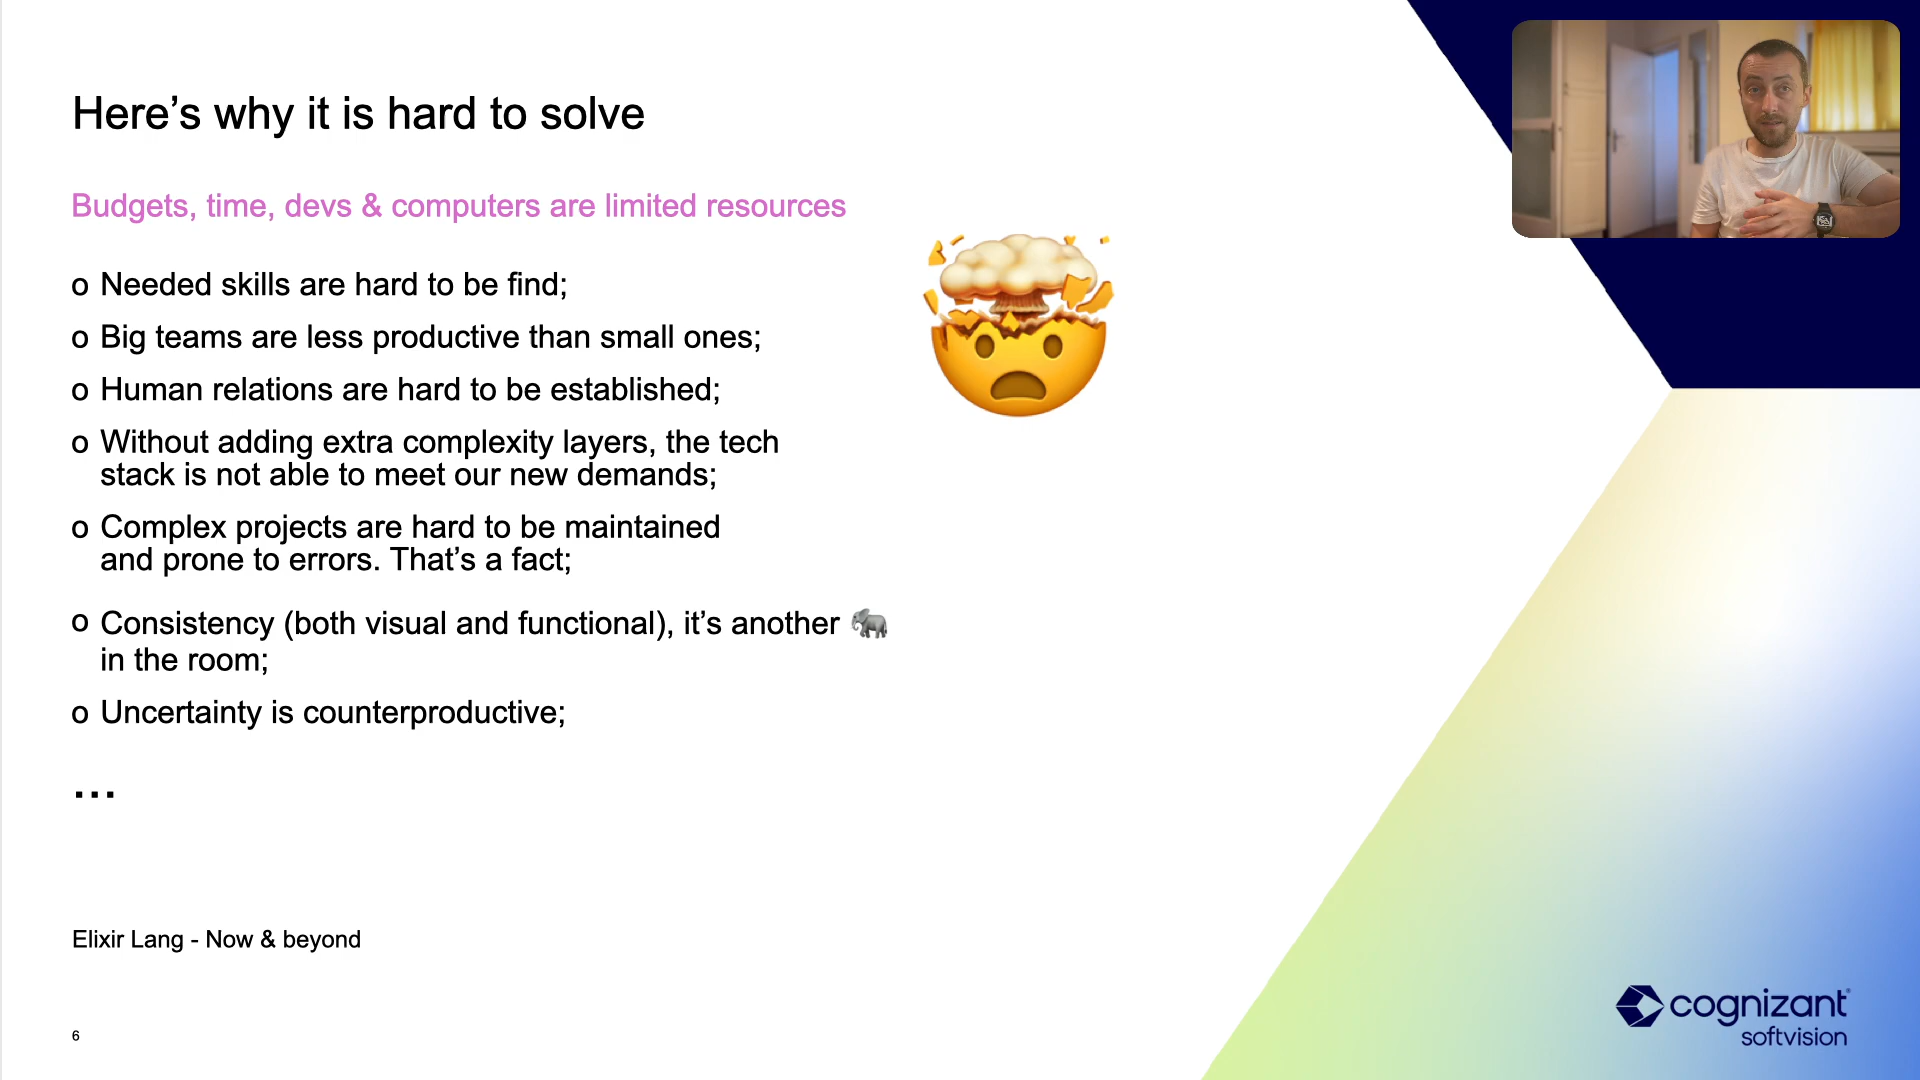 Here’s why it is hard to solve
Budgets, time, devs & computers are limited resources
o Needed skills are hard to be find;
o Big teams are less productive than small ones;
o Human relations are hard to be established;
o Without adding extra complexity layers, the tech
stack is not able to meet our new demands;
o Complex projects are hard to be maintained
and prone to errors. That’s a fact;
o Consistency (both visual and functional), it’s another 🐘
in the room;
o Uncertainty is counterproductive;
...
Elixir Lang - Now & beyond
6
cognizant®
softvision